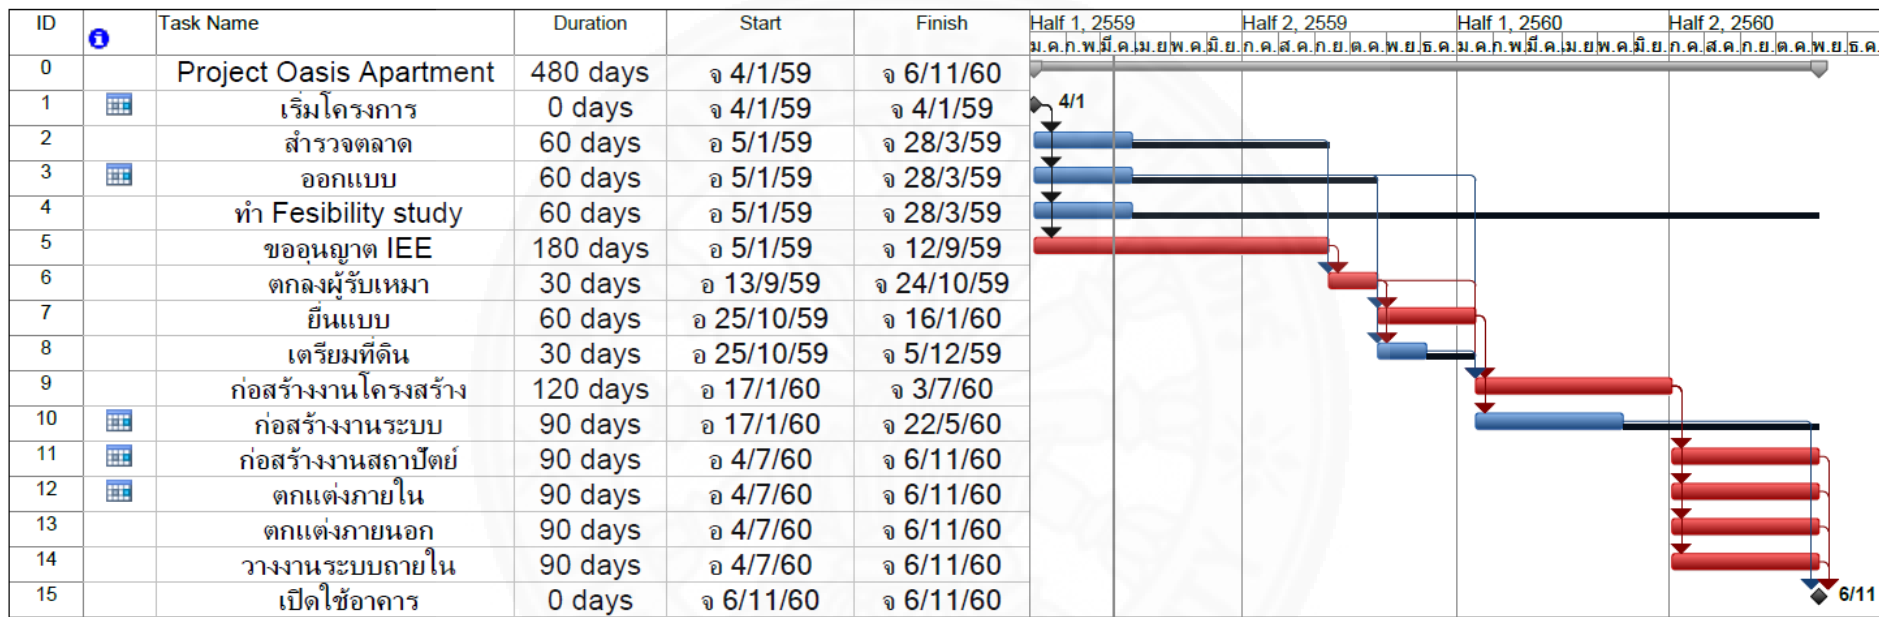 ID Task Name Duration Start Finish Half 1, 2559 Half 2, 2559 Half 1, 2560 Half 2, 2560
ม.ค. ก.พ. มี.ค. เม.ย พ.ค. มิ.ย. ก.ค. ส.ค. ก.ย. ต.ค. พ.ย. ธ.ค. ม.ค. ก.พ. มี.ค. เม.ย พ.ค. มิ.ย. ก.ค. ส.ค. ก.ย. ต.ค. พ.ย. ธ.ค.
0 Project Oasis Apartment 480 days จ 4/1/59 จ 6/11/60
1 เริ่มโครงการ 0 days จ 4/1/59 จ 4/1/59 4/1
2 สำรวจตลาด 60 days อ 5/1/59 จ 28/3/59
3 ออกแบบ 60 days อ 5/1/59 จ 28/3/59
4 ทำ Fesibility study 60 days อ 5/1/59 จ 28/3/59
5 ขออนุญาต IEE 180 days อ 5/1/59 จ 12/9/59
6 ตกลงผู้รับเหมา 30 days อ 13/9/59 จ 24/10/59
7 ยื่นแบบ 60 days อ 25/10/59 จ 16/1/60
8 เตรียมที่ดิน 30 days อ 25/10/59 จ 5/12/59
9 ก่อสร้างงานโครงสร้าง 120 days อ 17/1/60 จ 3/7/60
10 ก่อสร้างงานระบบ 90 days อ 17/1/60 จ 22/5/60
11 ก่อสร้างงานสถาปัตย์ 90 days อ 4/7/60 จ 6/11/60
12 ตกแต่งภายใน 90 days อ 4/7/60 จ 6/11/60
13 ตกแต่งภายนอก 90 days อ 4/7/60 จ 6/11/60
14 วางงานระบบถายใน 90 days อ 4/7/60 จ 6/11/60
15 เปิดใช้อาคาร 0 days จ 6/11/60 จ 6/11/60 6/11